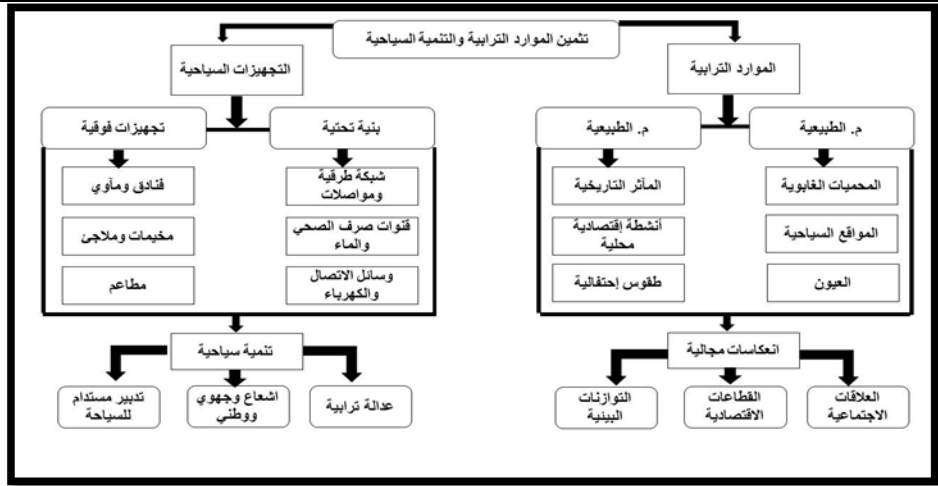 تثمين الموارد الترابية والتنمية السياحية
الموارد الترابية
التجهيزات السياحية
م. الطبيعية
م. الطبيعية
بنية تحتية
تجهيزات فوقية
المحميات الغابوية
المآثر التاريخية
شبكة طرقية
ومواصلات
فنادق ومآوي
المواقع السياحية
أنشطة إقتصادية
محلية
قنوات صرف الصحي
والماء
مخيمات وملاجئ
العيون
طقوس إحتفالية
وسائل الاتصال
والكهرباء
مطاعم
انعكاسات مجالية
تنمية سياحية
العلاقات
الاجتماعية
القطاعات
الاقتصادية
التوازنات
البيئية
عدالة ترابية
اشعاع وجهوي
ووطني
تدبير مستدام
للسياحة